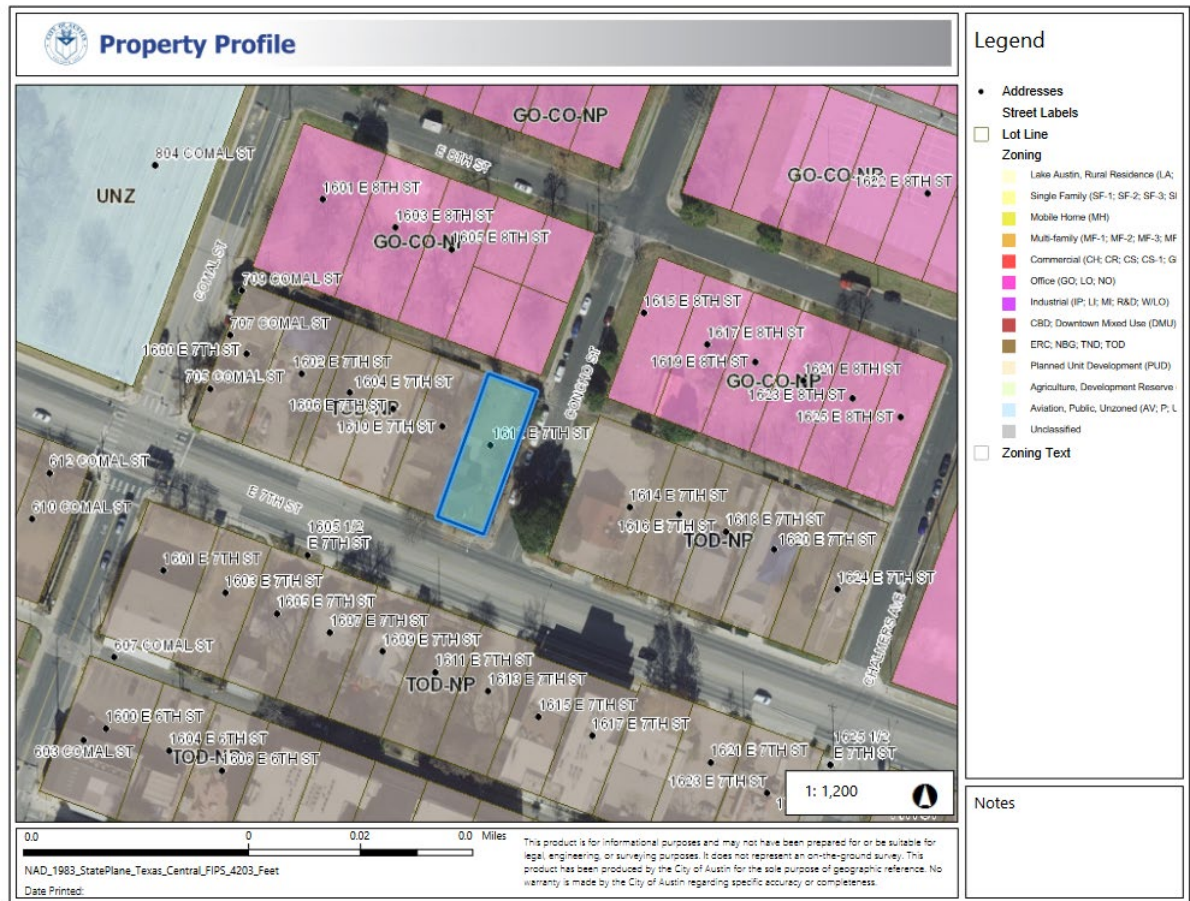 Property Profile
GO-CO-NP
804 COMAL ST
E 8TH ST
UNZ
1601 E 8TH ST
GO-CO-NP
1622 E 8TH ST
1603 E 8TH ST
GO-CO-NP
1605 E 8TH ST
COMAL ST
709 COMAL ST
1615 E 8TH ST
707 COMAL ST
1617 E 8TH ST
1600 E 7TH ST
1602 E 7TH ST
1619 E 8TH ST
CONCHO ST
1621 E 8TH ST
GO-CO-NP
705 COMAL ST
1604 E 7TH ST
1623 E 8TH ST
1606 E 7TH ST
TOD-NP
1625 E 8TH ST
1610 E 7TH ST
E 7TH ST
612 COMAL ST
610 COMAL ST
E 7TH ST
1614 E 7TH ST
1616 E 7TH ST
1618 E 7TH ST
TOD-NP
1620 E 7TH ST
1605 1/2
E 7TH ST
1601 E 7TH ST
1603 E 7TH ST
1624 E 7TH ST
1605 E 7TH ST
1607 E 7TH ST
CHALMERS AVE
607 COMAL ST
1609 E 7TH ST
1611 E 7TH ST
TOD-NP
1613 E 7TH ST
1615 E 7TH ST
1600 E 6TH ST
1617 E 7TH ST
603 COMAL ST
1604 E 6TH ST
TOD-NP
1606 E 6TH ST
1625 1/2
E 7TH ST
1621 E 7TH ST
1623 E 7TH ST
1: 1,200
Legend
Addresses
Street Labels
Lot Line
Zoning
Lake Austin, Rural Residence (LA;
Single Family (SF-1; SF-2; SF-3; SI
Mobile Home (MH)
Multi-family (MF-1; MF-2; MF-3; MF
Commercial (CH; CR; CS; CS-1; GI
Office (GO; LO; NO)
Industrial (IP; LI; MI; R&D; W/LO)
CBD; Downtown Mixed Use (DMU)
ERC; NBG; TND; TOD
Planned Unit Development (PUD)
Agriculture, Development Reserve
Aviation, Public, Unzoned (AV; P; U
Unclassified
Zoning Text
Notes
0.0 0 0.02 0.0 Miles
NAD_1983_StatePlane_Texas_Central_FIPS_4203_Feet
Date Printed:
This product is for informational purposes and may not have been prepared for or be suitable for
legal, engineering, or surveying purposes. It does not represent an on-the-ground survey. This
product has been produced by the City of Austin for the sole purpose of geographic reference. No
warranty is made by the City of Austin regarding specific accuracy or completeness.